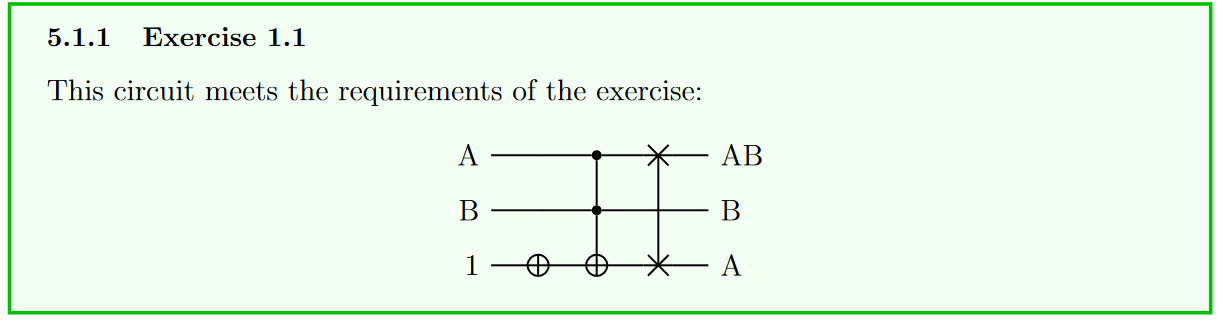 5.1.1 Exercise 1.1
This circuit meets the requirements of the exercise:
A AB
B B
1 A